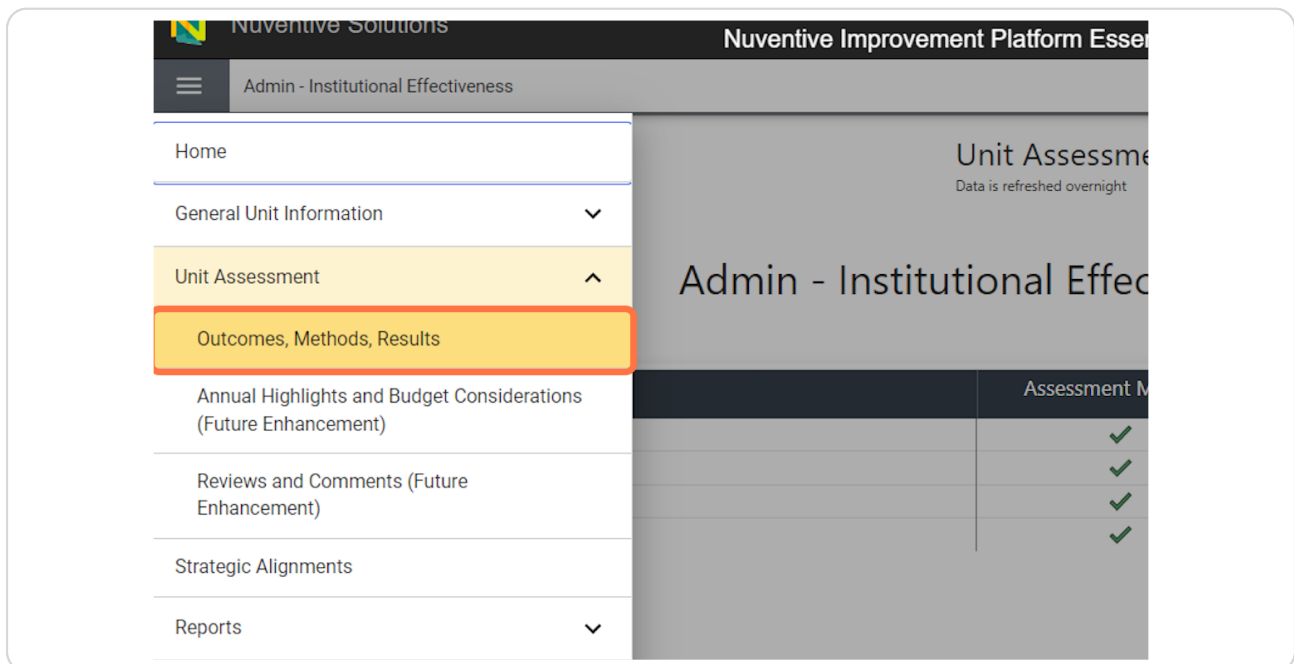 Nuventive Solutions
Nuventive Improvement Platform Esser
Admin - Institutional Effectiveness
Home
General Unit Information
Unit Assessment
Outcomes, Methods, Results
Annual Highlights and Budget Considerations
(Future Enhancement)
Reviews and Comments (Future
Enhancement)
Strategic Alignments
Reports
Unit Assessme
Data is refreshed overnight
Admin - Institutional Effec
Assessment M